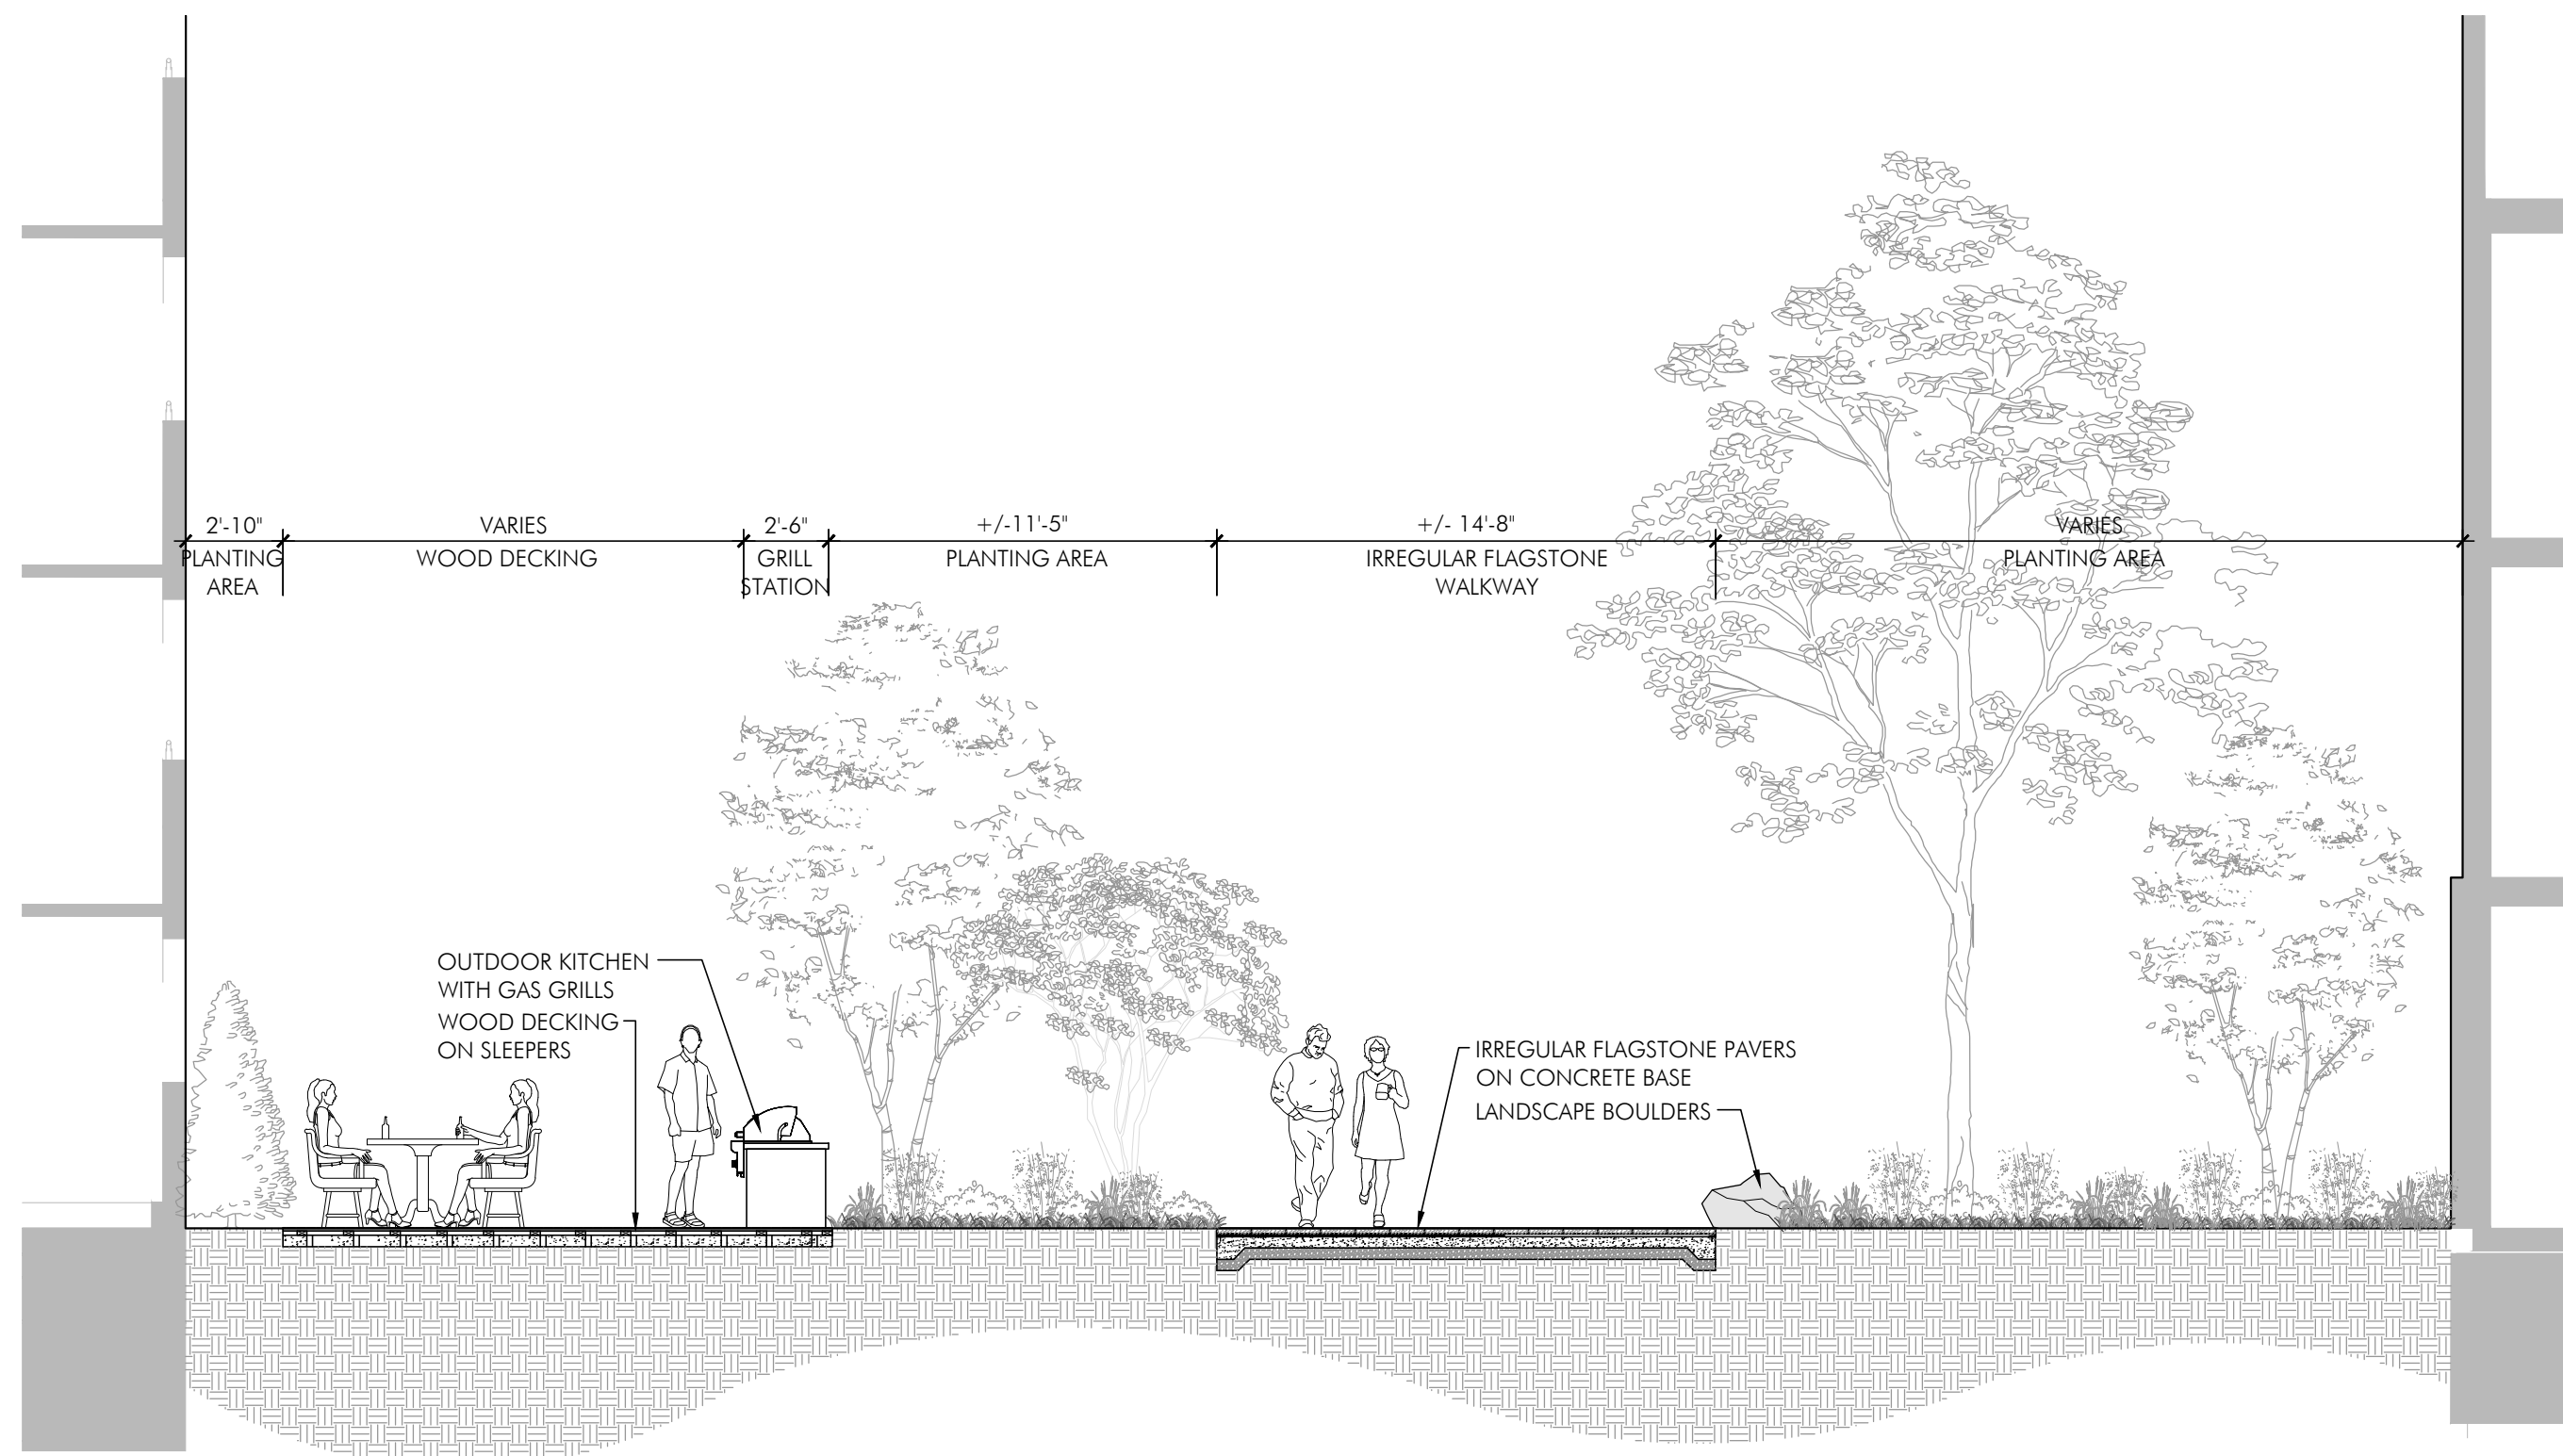 2'-10"
PLANTING
AREA
VARIES
WOOD DECKING
2'-6"
GRILL
STATION
+/-11'-5"
PLANTING AREA
+/- 14'-8"
IRREGULAR FLAGSTONE
WALKWAY
VARIES
PLANTING AREA
OUTDOOR KITCHEN
WITH GAS GRILLS
WOOD DECKING
ON SLEEPERS
IRREGULAR FLAGSTONE PAVERS
ON CONCRETE BASE
LANDSCAPE BOULDERS